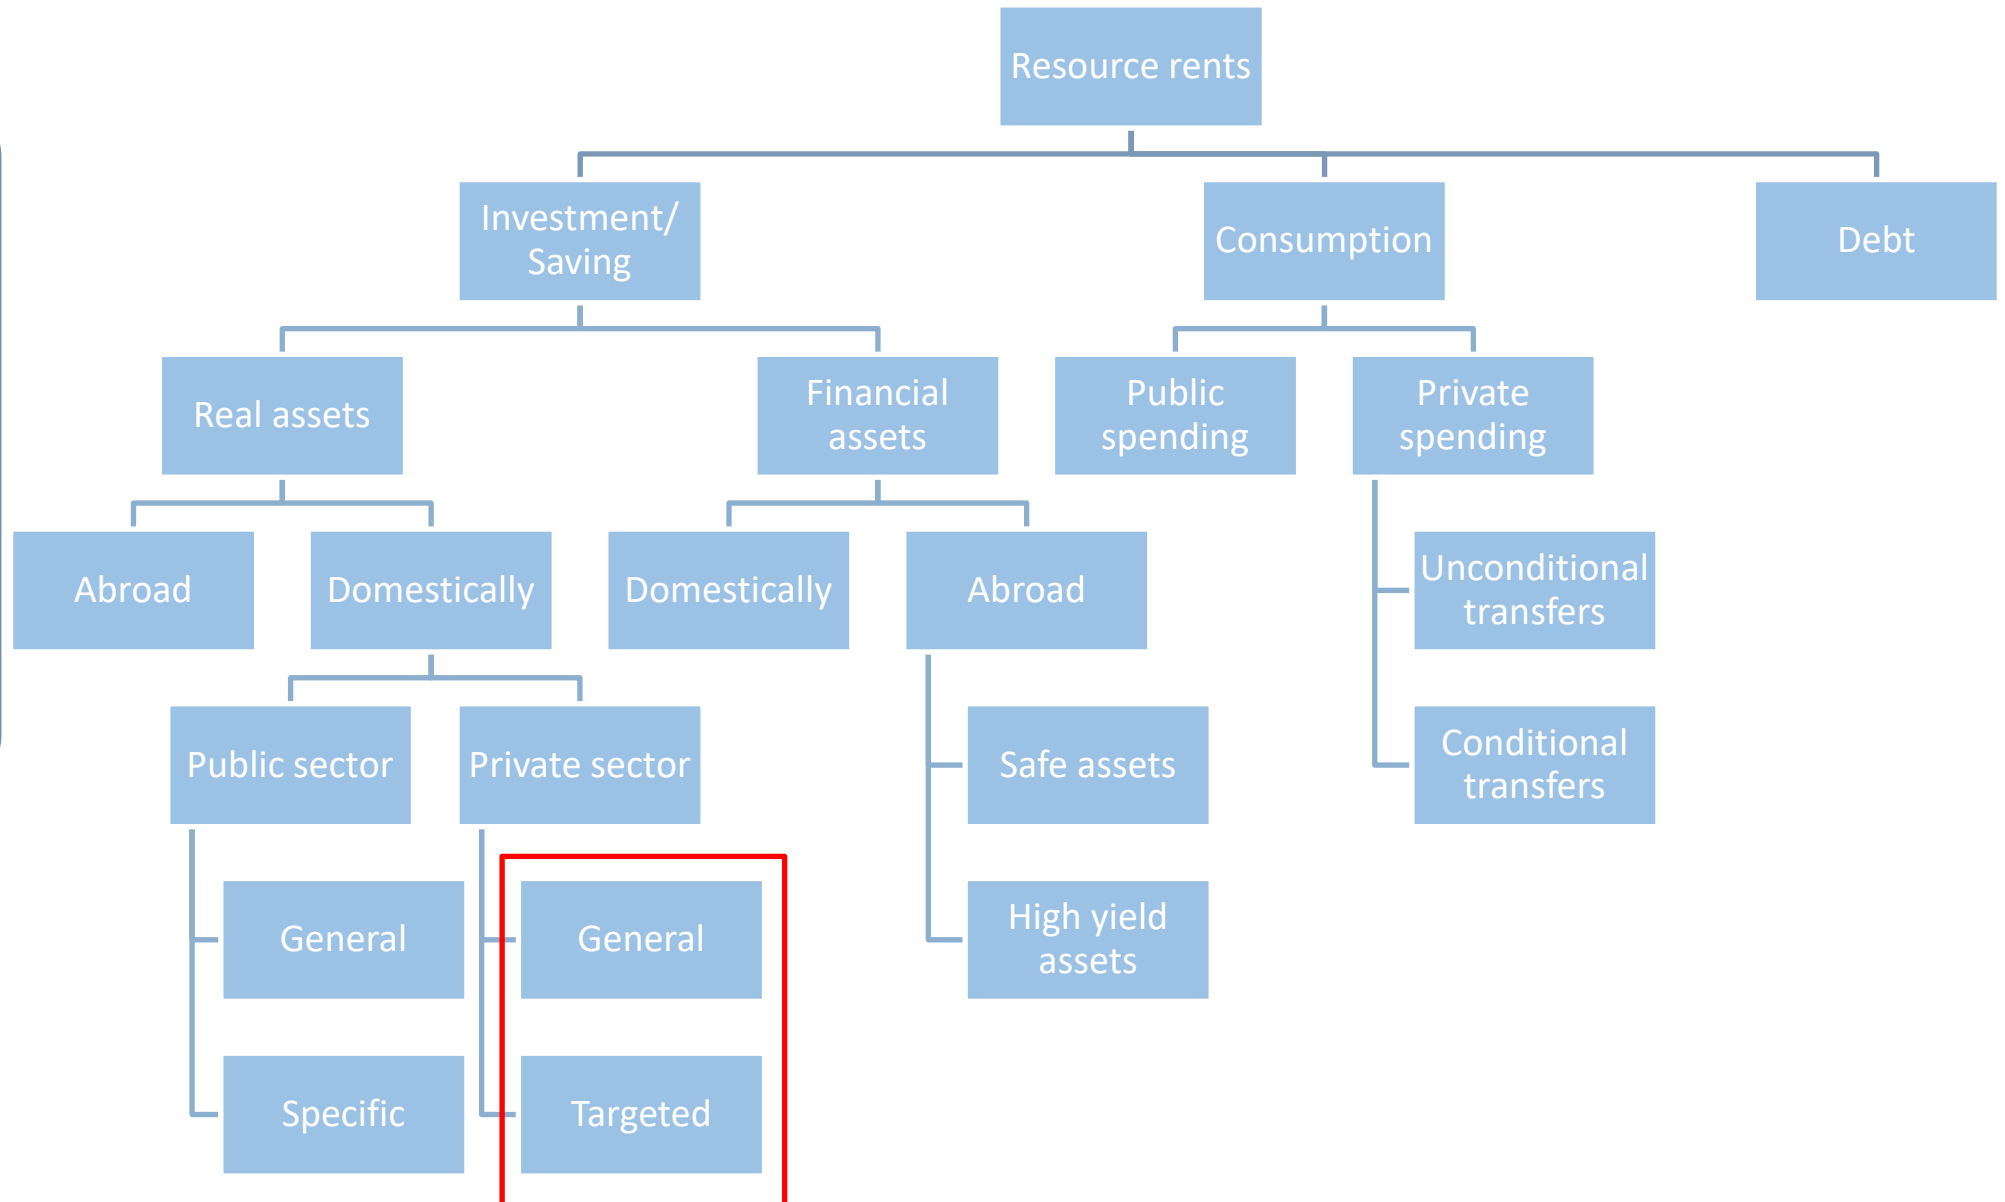 Resource rents
Investment/
Saving
Consumption
Debt
Real assets
Financial
assets
Public
spending
Private
spending
Abroad
Domestically
Domestically
Abroad
Unconditional
transfers
Public sector
Private sector
Safe assets
Conditional
transfers
General
General
High yield
assets
Specific
Targeted